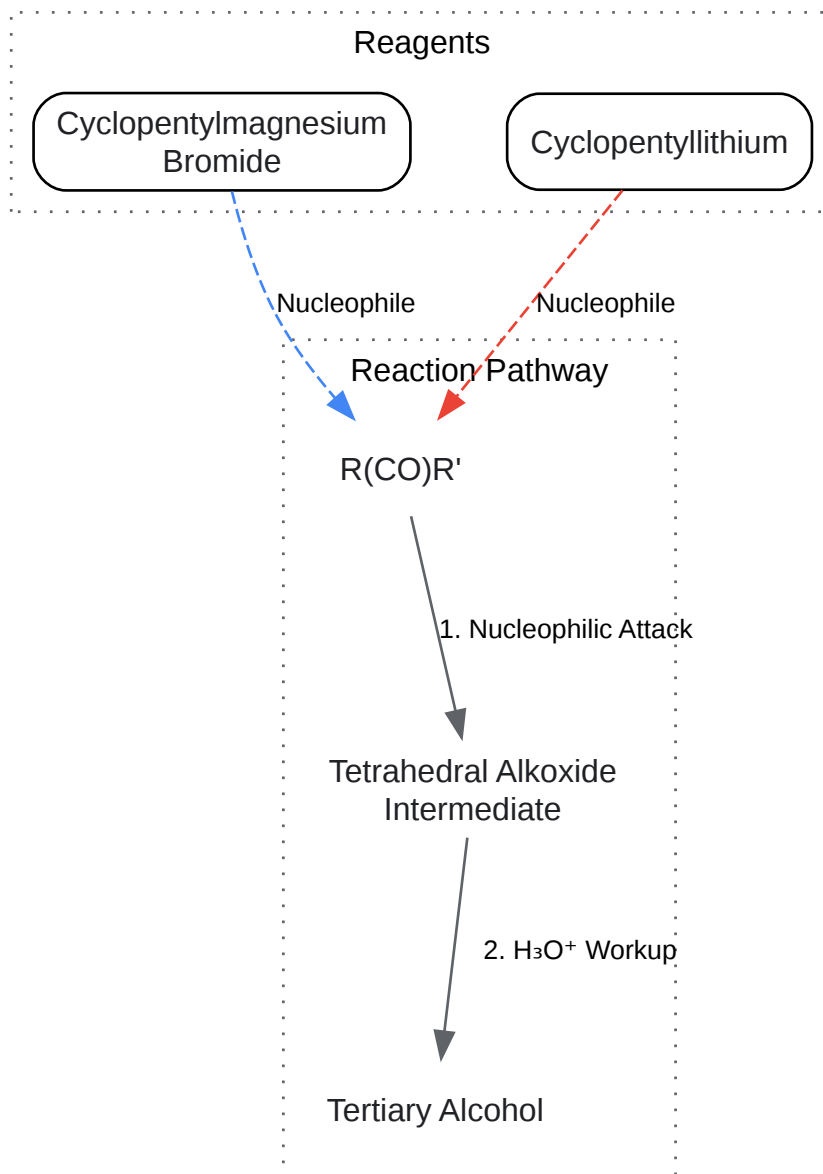 Reagents
Cyclopentylmagnesium
Bromide
Cyclopentyllithium
Nucleophile
Nucleophile
Reaction Pathway
R(CO)R'
1. Nucleophilic Attack
Tetrahedral Alkoxide
Intermediate
2. H₃O⁺ Workup
Tertiary Alcohol